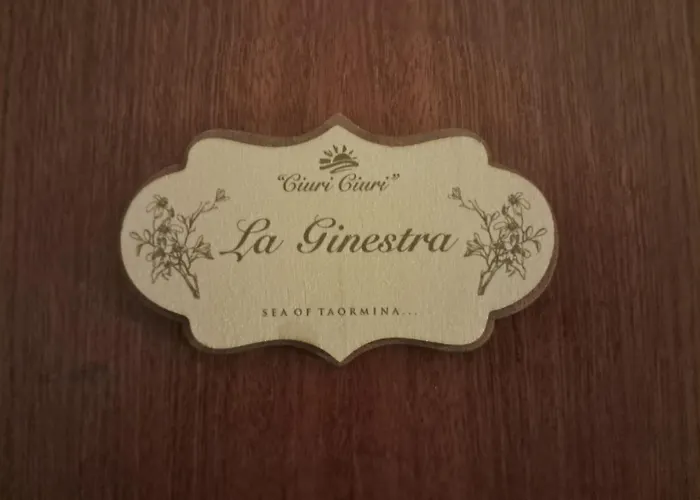 "Ciuri Ciuri"
La Ginestra
SEA OF TAORMINA...